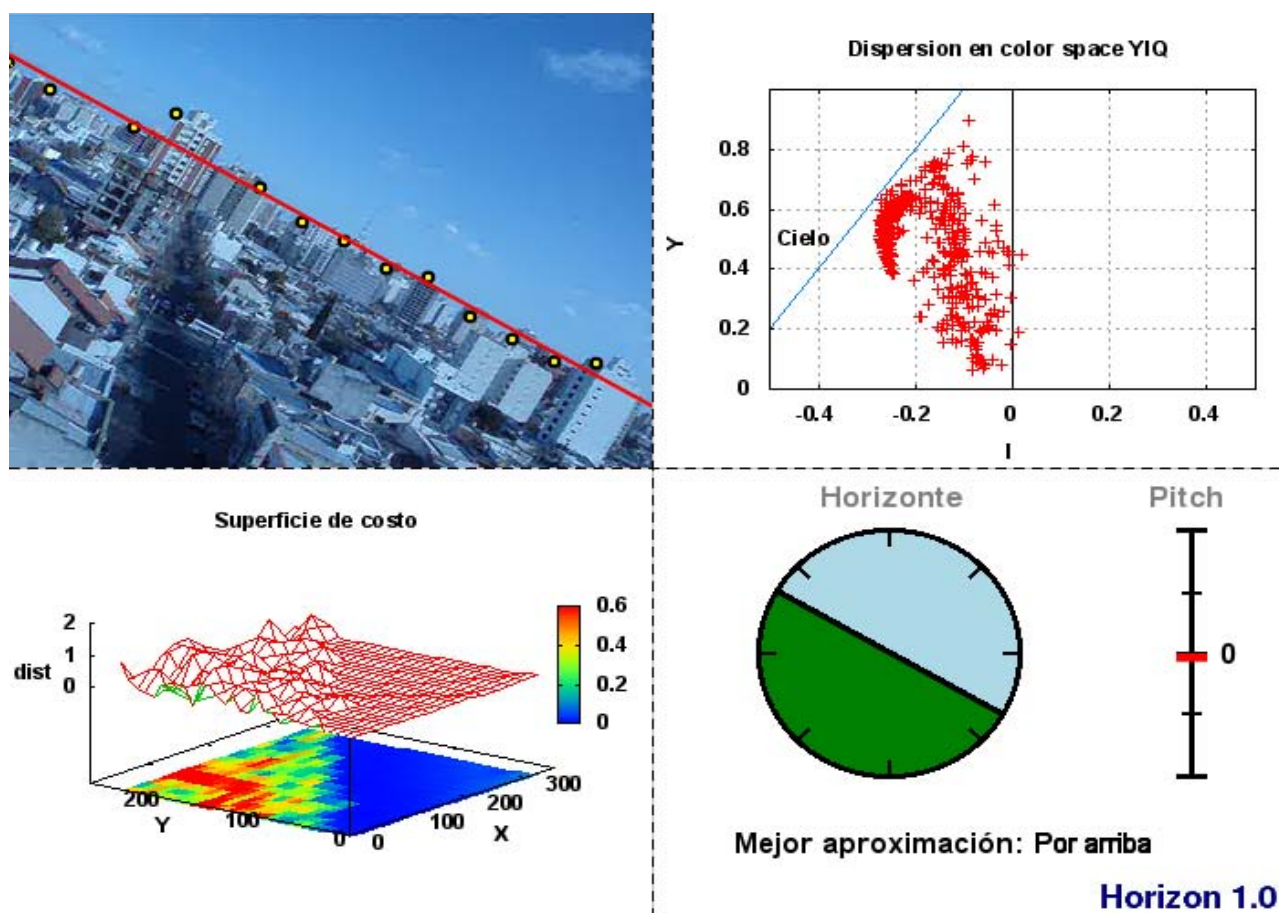 Dispersion en color space YIQ
0.8
0.6
0.4
0.2
0
Y
Cielo
-0.4 -0.2 0 0.2 0.4
I
Superficie de costo
2
1
0
dist
0.6
0.4
0.2
0
200 100 0
Y
0 100 200 300
X
Horizonte
Pitch
0
Mejor aproximación: Por arriba
Horizon 1.0